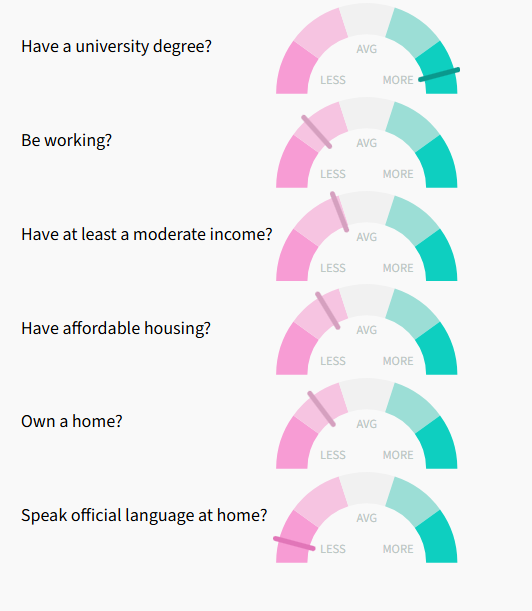 Have a university degree?
AVG
LESS MORE
Be working?
AVG
LESS MORE
Have at least a moderate income?
AVG
LESS MORE
Have affordable housing?
AVG
LESS MORE
Own a home?
AVG
LESS MORE
Speak official language at home?
AVG
LESS MORE